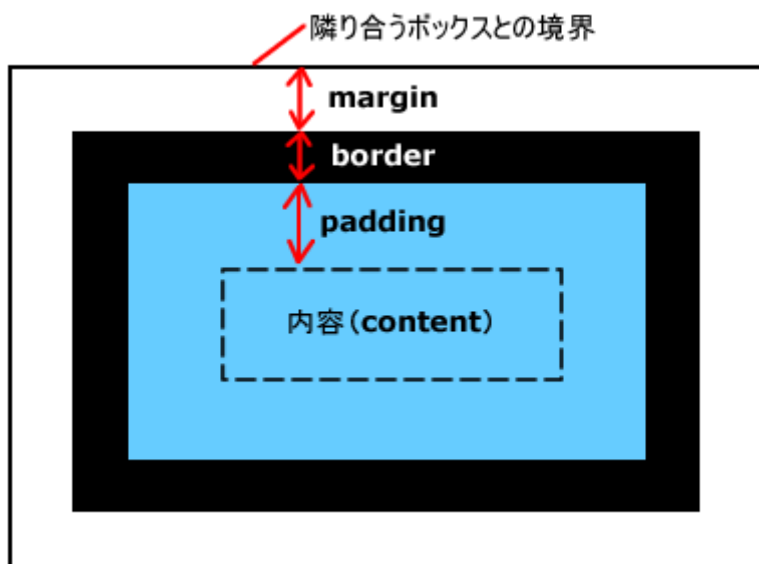 隣り合うボックスとの境界
margin
border
padding
内容(content)